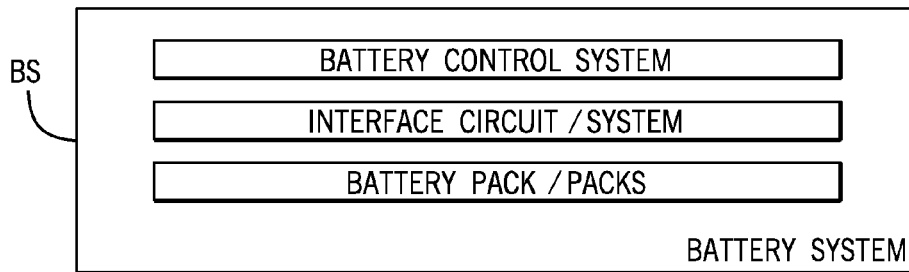 BATTERY CONTROL SYSTEM
BS
INTERFACE CIRCUIT / SYSTEM
BATTERY PACK / PACKS
BATTERY SYSTEM